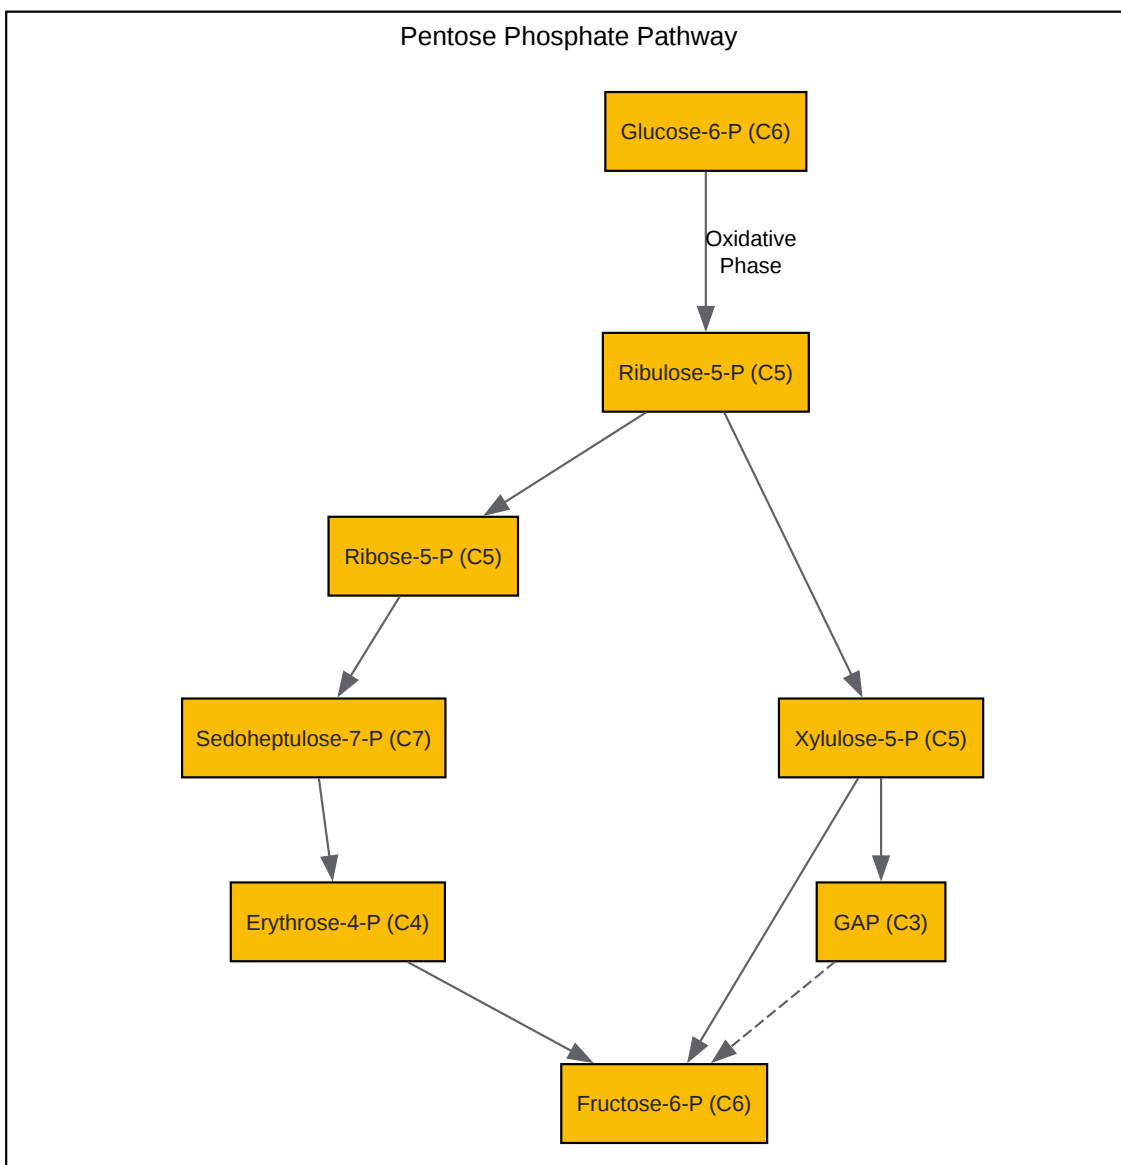 Pentose Phosphate Pathway
Glucose-6-P (C6)
Oxidative
Phase
Ribulose-5-P (C5)
Ribose-5-P (C5)
Sedoheptulose-7-P (C7)
Xylulose-5-P (C5)
Erythrose-4-P (C4)
GAP (C3)
Fructose-6-P (C6)